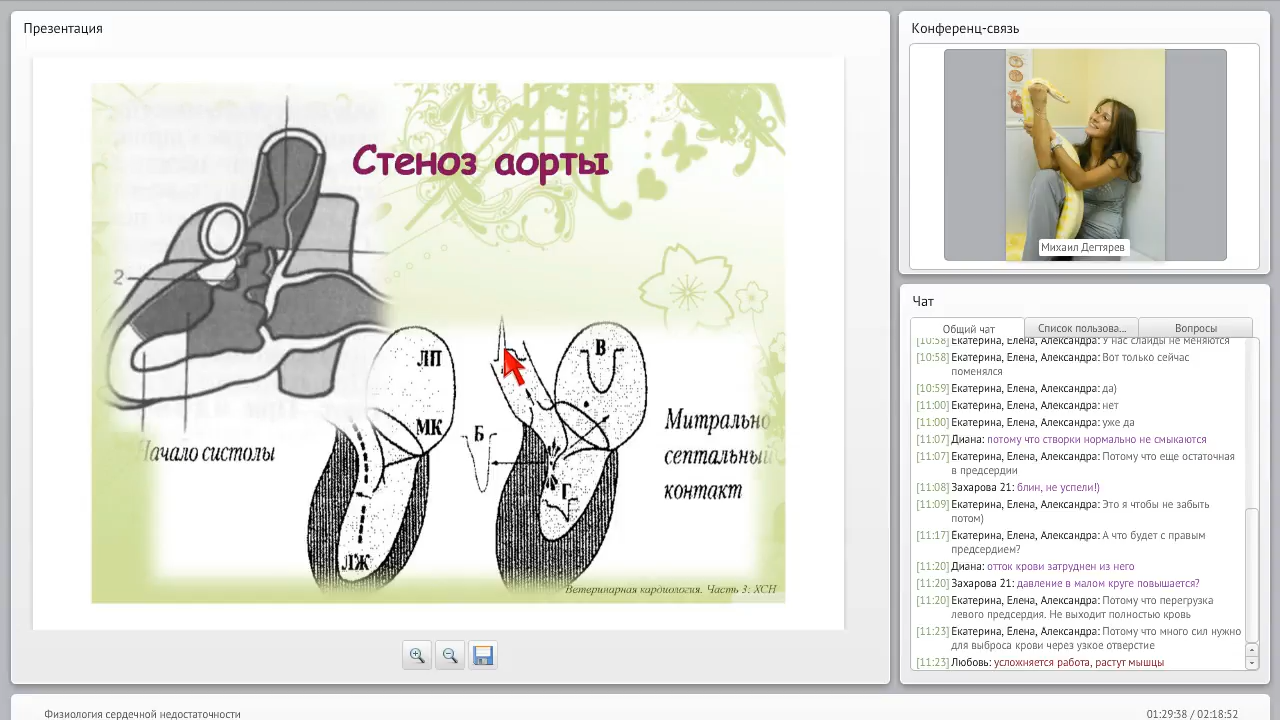 Презентация
Стеноз аорты
2
ЛП
МК
ЛЖ
Начало систолы
В
Б
Г
Митрально
септальный
контакт
Ветеринарная кардиология. Часть 3: ХСН
Конференц-связь
Михаил Дегтярев
Чат
Общий чат
Список пользова...
Вопросы
[10:58] Екатерина, Елена, Александра: У нас слайды не меняются
[10:58] Екатерина, Елена, Александра: Вот только сейчас
поменялся
[10:59] Екатерина, Елена, Александра: да)
[11:00] Екатерина, Елена, Александра: нет
[11:00] Екатерина, Елена, Александра: уже да
[11:07] Диана: потому что створки нормально не смыкаются
[11:07] Екатерина, Елена, Александра: Потому что еще остаточная
в предсердии
[11:08] Захарова 21: блин, не успели!)
[11:09] Екатерина, Елена, Александра: Это я чтобы не забыть
потом)
[11:17] Екатерина, Елена, Александра: А что будет с правым
предсердием?
[11:20] Диана: отток крови затруднен из него
[11:20] Захарова 21: давление в малом круге повышается?
[11:20] Екатерина, Елена, Александра: Потому что перегрузка
левого предсердия. Не выходит полностью кровь
[11:23] Екатерина, Елена, Александра: Потому что много сил нужно
для выброса крови через узкое отверстие
[11:23] Любовь: усложняется работа, растут мышцы
Физиология сердечной недостаточности
01:29:38 / 02:18:52